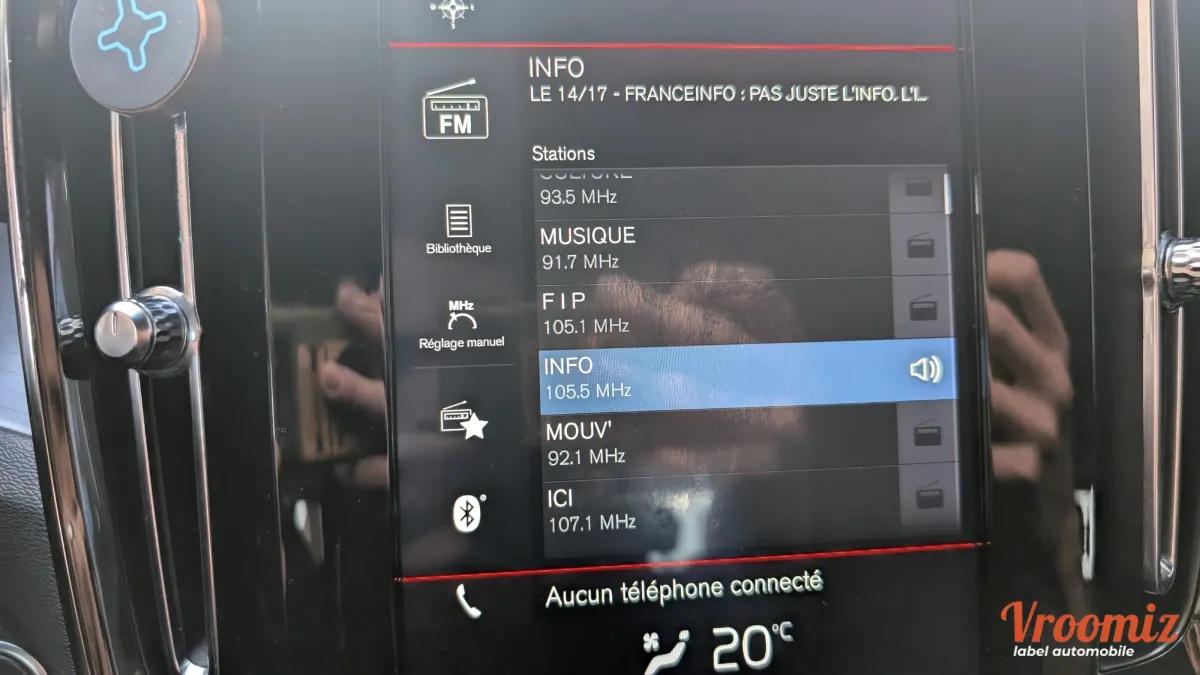 INFO
LE 14/17 - FRANCEINFO : PAS JUSTE L'INFO. L'I...
FM
Stations
CULTURE
93.5 MHz
Bibliothèque
MUSIQUE
91.7 MHz
MHz
Réglage manuel
F I P
105.1 MHz
INFO
105.5 MHz
MOUV'
92.1 MHz
ICI
107.1 MHz
Aucun téléphone connecté
20°C
Vroomiz
label automobile